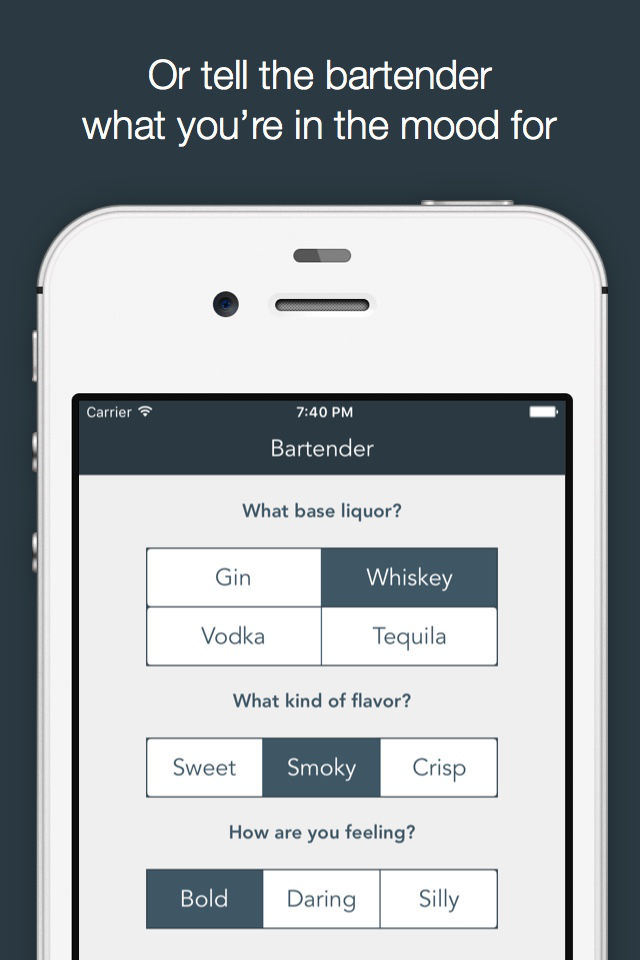 Or tell the bartender
what you’re in the mood for
Carrier 7:40 PM
Bartender
What base liquor?
Gin Whiskey
Vodka Tequila
What kind of flavor?
Sweet Smoky Crisp
How are you feeling?
Bold Daring Silly